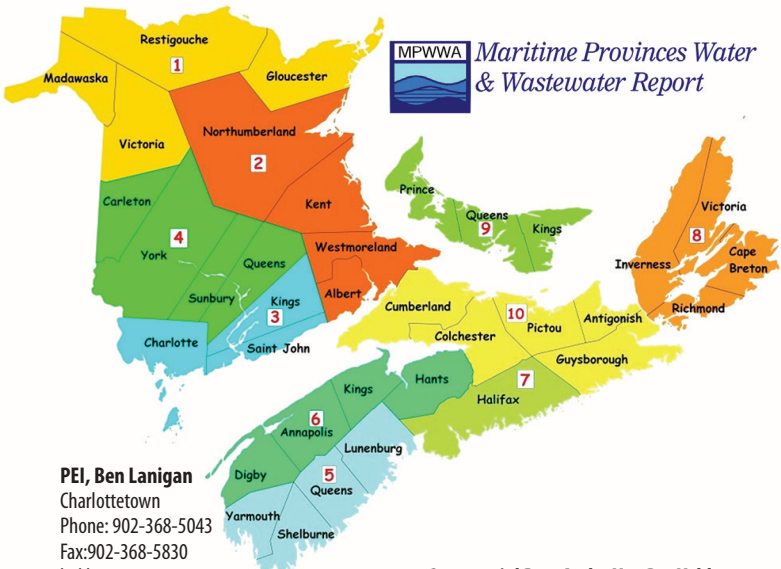 MPWWA
Maritime Provinces Water
& Wastewater Report
Restigouche
1
Madawaska
Gloucester
Victoria
Northumberland
2
Kent
Carleton
4
York
Queens
Sunbury
Westmoreland
Albert
Kings
3
Charlotte
Saint John
Prince
Queens
9
Kings
Victoria
8
Inverness
Cape
Breton
Richmond
Cumberland
10
Colchester
Pictou
Antigonish
Guysborough
7
Halifax
Hants
Kings
6
Annapolis
Digby
Lunenburg
5
Queens
Yarmouth
Shelburne
PEI, Ben Lanigan
Charlottetown
Phone: 902-368-5043
Fax:902-368-5830